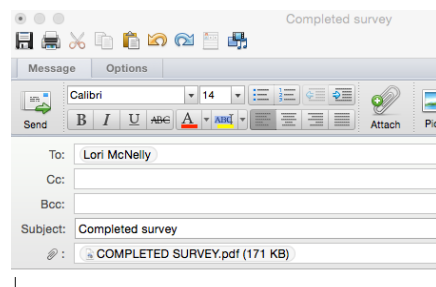 Completed survey
Message Options
Calibri 14
B I U ABC A ABC
Send Attach Pic
To: Lori McNelly
Cc:
Bcc:
Subject: Completed survey
COMPLETED SURVEY.pdf (171 KB)